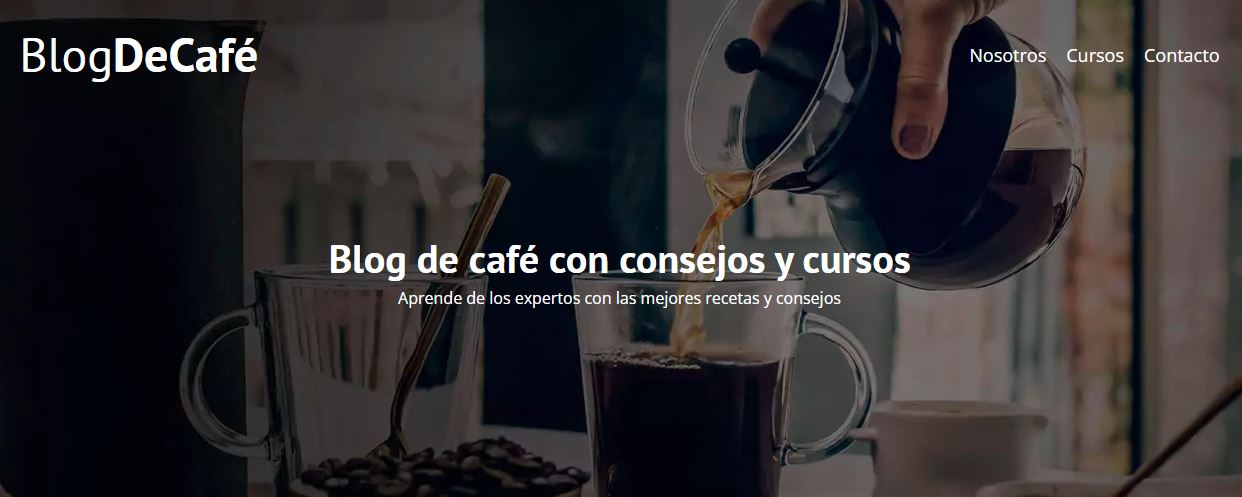 BlogDeCafé
Nosotros Cursos Contacto
Blog de café con consejos y cursos
Aprende de los expertos con las mejores recetas y consejos